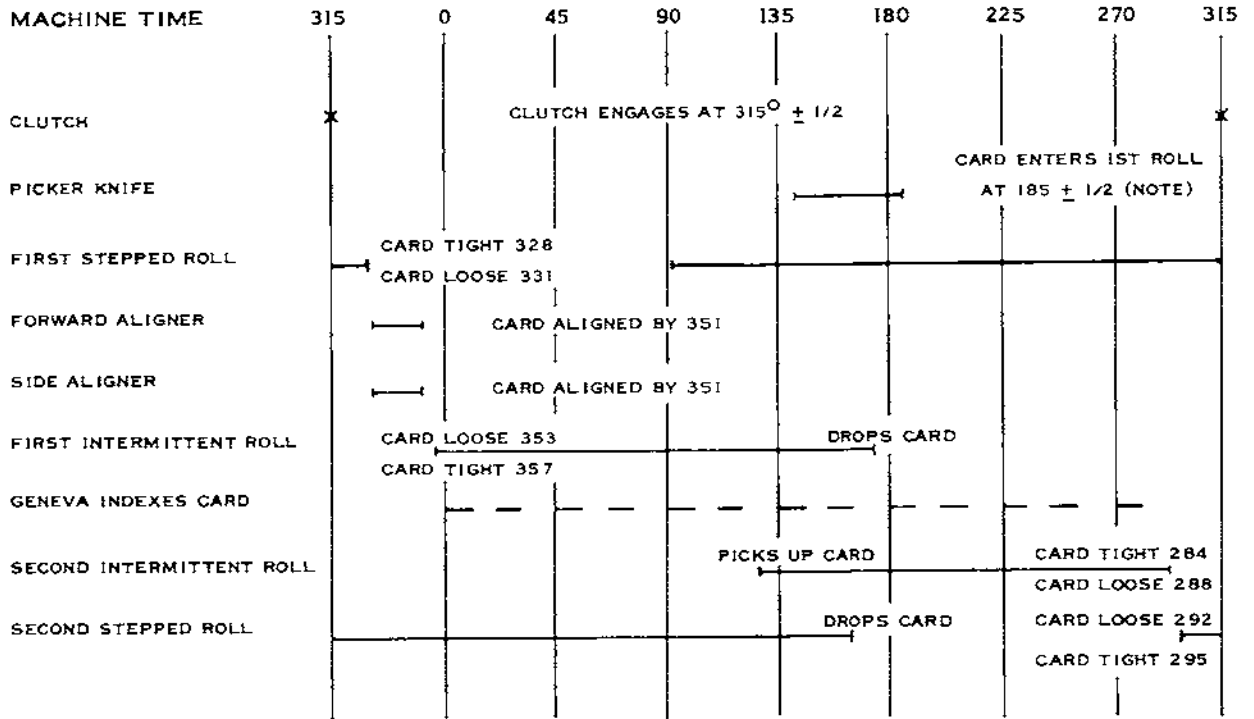 MACHINE TIME 315 0 45 90 135 180 225 270 315
CLUTCH CLUTCH ENGAGES AT 315° ± 1/2
PICKER KNIFE CARD ENTERS 1ST ROLL
AT 185 ± 1/2 (NOTE)
FIRST STEPPED ROLL CARD TIGHT 328
CARD LOOSE 331
FORWARD ALIGNER CARD ALIGNED BY 351
SIDE ALIGNER CARD ALIGNED BY 351
FIRST INTERMITTENT ROLL CARD LOOSE 353 DROPS CARD
CARD TIGHT 357
GENEVA INDEXES CARD
SECOND INTERMITTENT ROLL PICKS UP CARD CARD TIGHT 284
CARD LOOSE 288
SECOND STEPPED ROLL DROPS CARD CARD LOOSE 292
CARD TIGHT 295